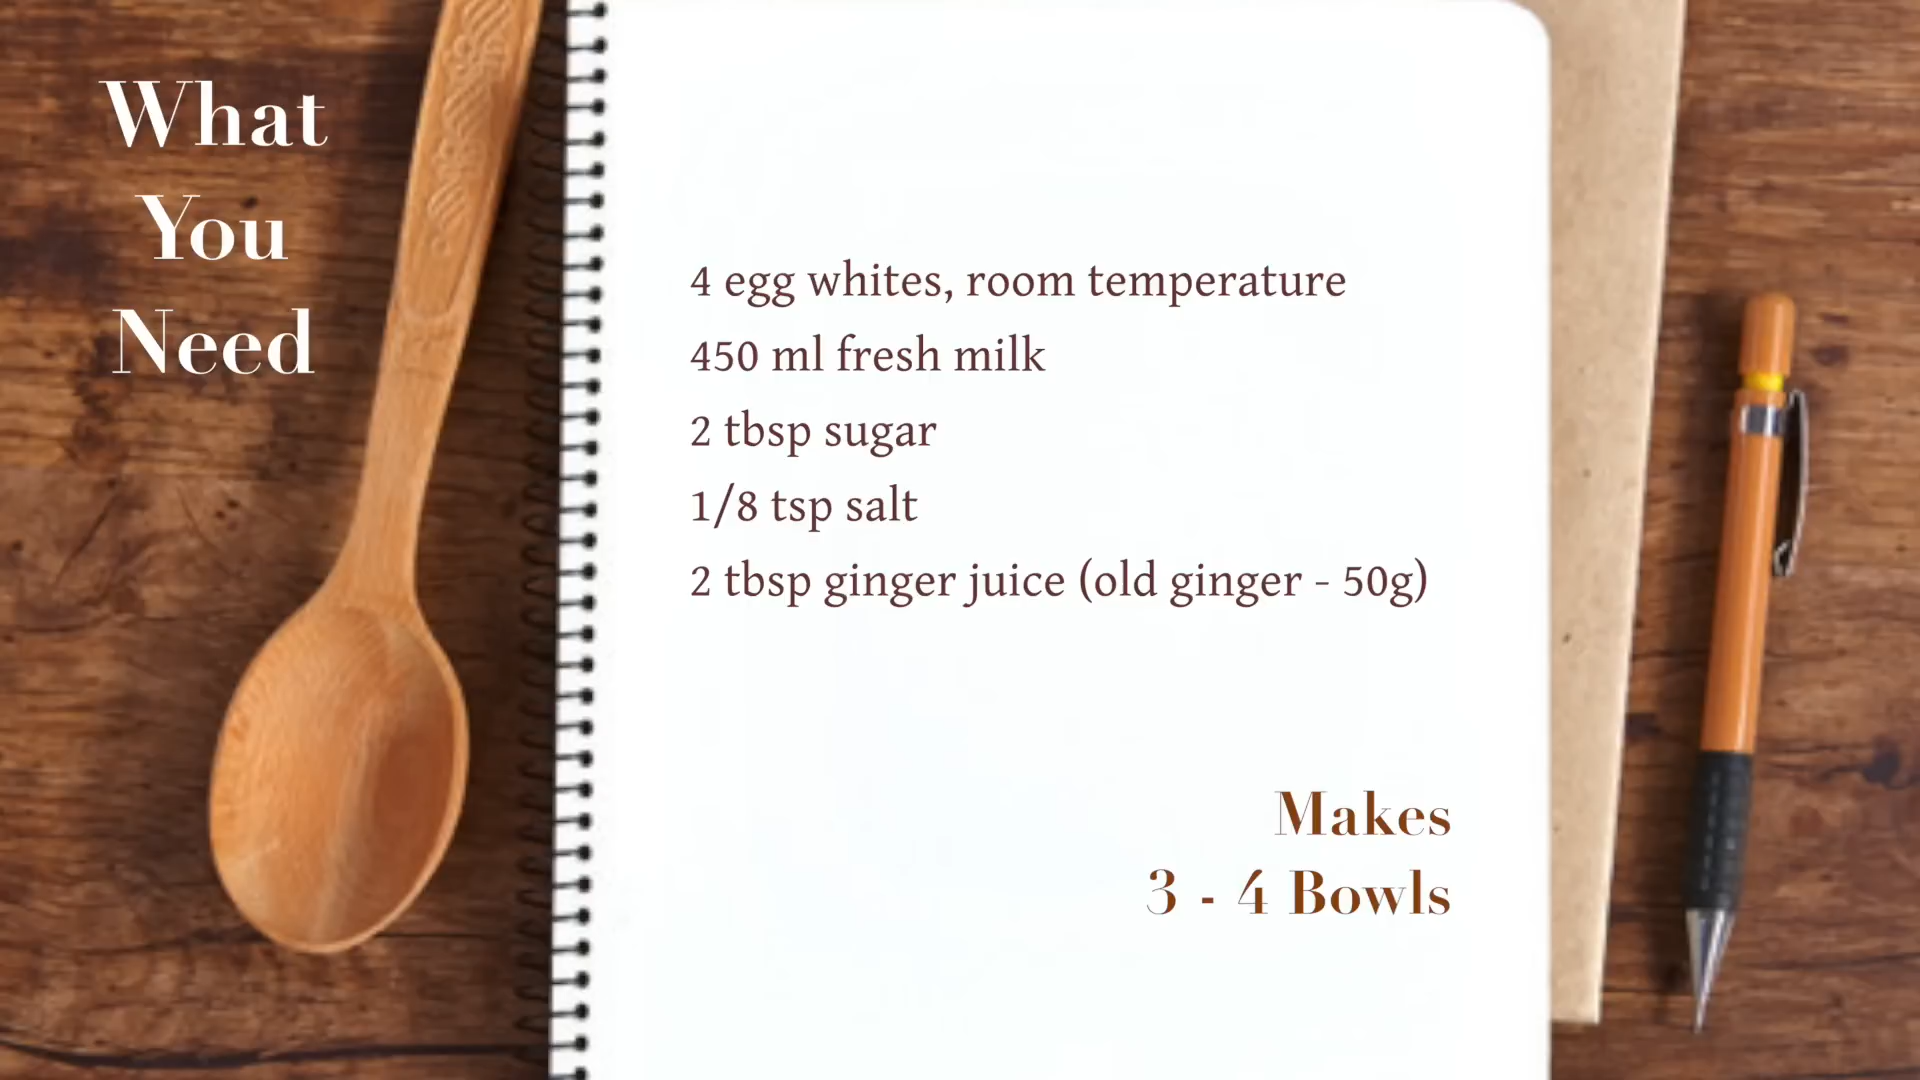 What
You
Need
4 egg whites, room temperature
450 ml fresh milk
2 tbsp sugar
1/8 tsp salt
2 tbsp ginger juice (old ginger - 50g)
Makes
3 - 4 Bowls